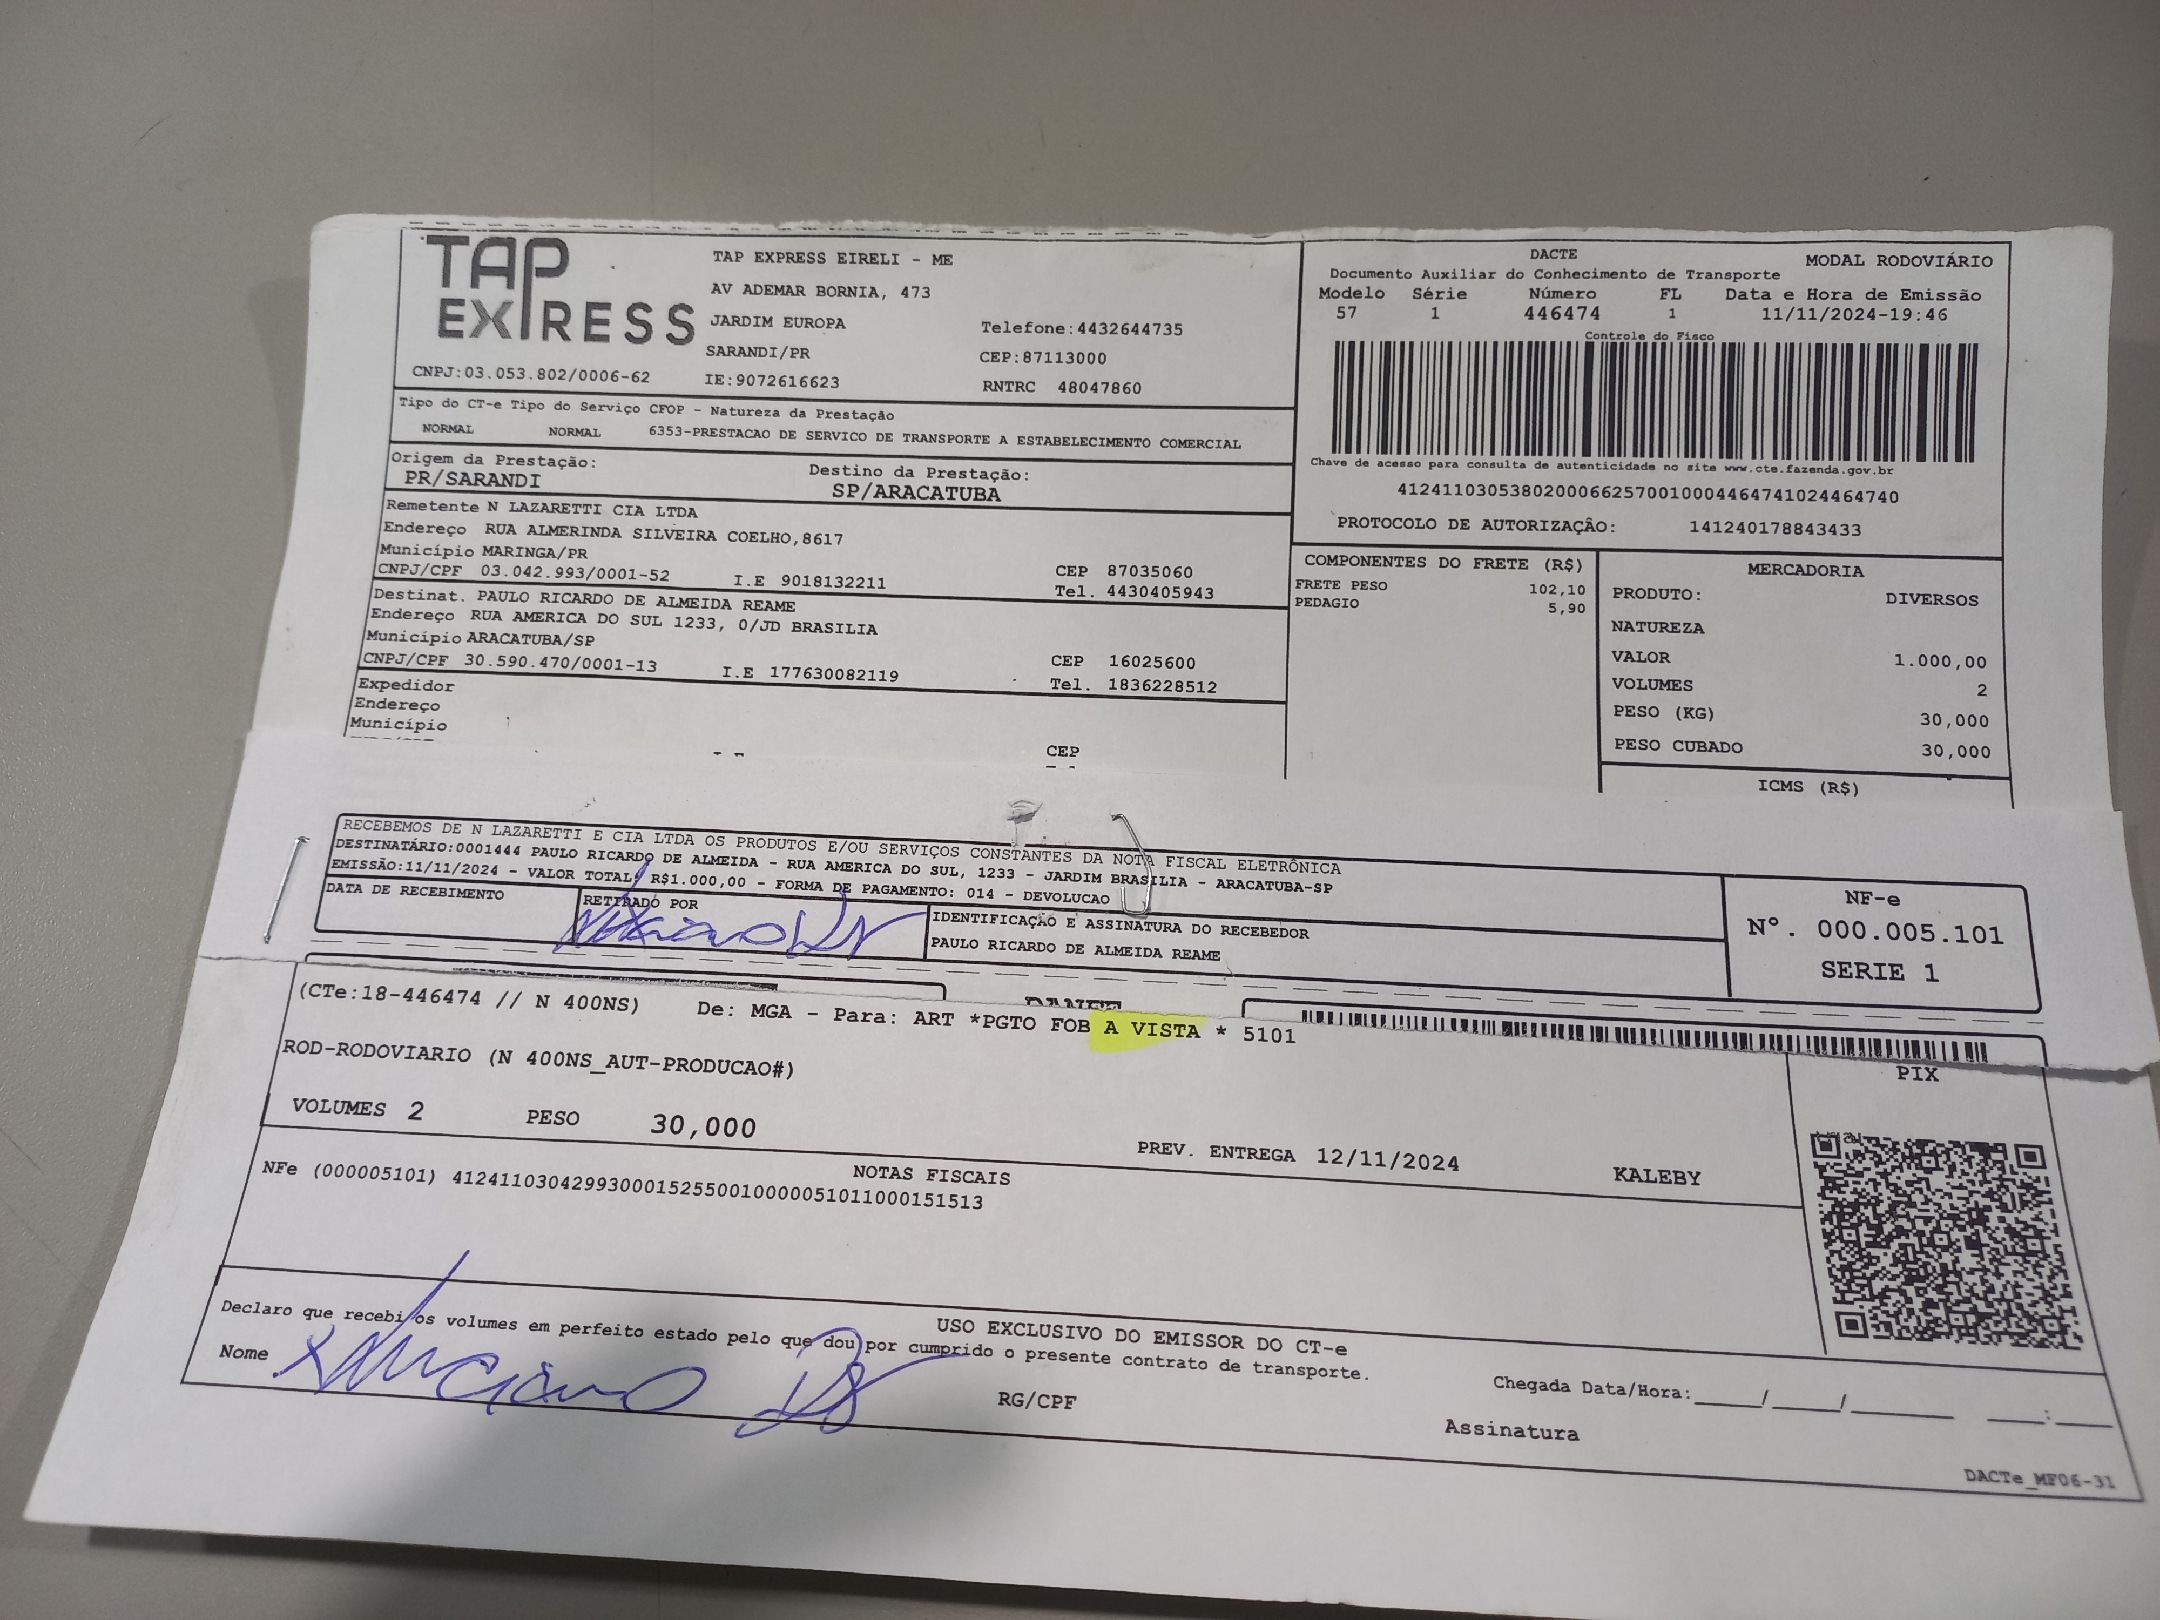 TAP
EXPRESS
CNPJ:03.053.802/0006-62
TAP EXPRESS EIRELI - ME
AV ADEMAR BORNIA, 473
JARDIM EUROPA
SARANDI/PR
IE:9072616623
Telefone:4432644735
CEP:87113000
RNTRC 48047860
DACTE
MODAL RODOVIÁRIO
Documento Auxiliar do Conhecimento de Transporte
Modelo Série Número FL Data e Hora de Emissão
57 1 446474 1 11/11/2024-19:46
Controle do Fisco
Chave de acesso para consulta de autenticidade no site www.cte.fazenda.gov.br
41241103053802000662570010004464741024464740
PROTOCOLO DE AUTORIZAÇÂO: 141240178843433
Tipo do CT-e Tipo do Serviço CFOP - Natureza da Prestação
NORMAL NORMAL 6353-PRESTACAO DE SERVICO DE TRANSPORTE A ESTABELECIMENTO COMERCIAL
Origem da Prestação: Destino da Prestação:
PR/SARANDI SP/ARACATUBA
Remetente N LAZARETTI CIA LTDA
Endereço RUA ALMERINDA SILVEIRA COELHO,8617
Município MARINGA/PR CEP 87035060
CNPJ/CPF 03.042.993/0001-52 I.E 9018132211 Tel. 4430405943
Destinat. PAULO RICARDO DE ALMEIDA REAME
Endereço RUA AMERICA DO SUL 1233, 0/JD BRASILIA
Município ARACATUBA/SP CEP 16025600
CNPJ/CPF 30.590.470/0001-13 I.E 177630082119 Tel. 1836228512
Expedidor
Endereço
Município CEP
COMPONENTES DO FRETE (R$)
FRETE PESO 102,10
PEDAGIO 5,90
MERCADORIA
PRODUTO: DIVERSOS
NATUREZA
VALOR 1.000,00
VOLUMES 2
PESO (KG) 30,000
PESO CUBADO 30,000
ICMS (R$)
RECEBEMOS DE N LAZARETTI E CIA LTDA OS PRODUTOS E/OU SERVIÇOS CONSTANTES DA NOTA FISCAL ELETRÔNICA
DESTINATÁRIO:0001444 PAULO RICARDO DE ALMEIDA - RUA AMERICA DO SUL, 1233 - JARDIM BRASILIA - ARACATUBA-SP
EMISSÃO:11/11/2024 - VALOR TOTAL: R$1.000,00 - FORMA DE PAGAMENTO: 014 - DEVOLUCAO
DATA DE RECEBIMENTO RETIRADO POR IDENTIFICAÇÃO E ASSINATURA DO RECEBEDOR
PAULO RICARDO DE ALMEIDA REAME
NF-e
Nº. 000.005.101
SERIE 1
DANFE
(CTe:18-446474 // N 400NS) De: MGA - Para: ART *PGTO FOB A VISTA * 5101
ROD-RODOVIARIO (N 400NS_AUT-PRODUCAO#)
VOLUMES 2 PESO 30,000 PREV. ENTREGA 12/11/2024 KALEBY
PIX
NOTAS FISCAIS
NFe (000005101) 41241103042993000152550010000051011000151513
USO EXCLUSIVO DO EMISSOR DO CT-e
Declaro que recebi os volumes em perfeito estado pelo que dou por cumprido o presente contrato de transporte.
Nome RG/CPF Assinatura
Chegada Data/Hora:____/____/______ ___:___
DACTe_MF06-31